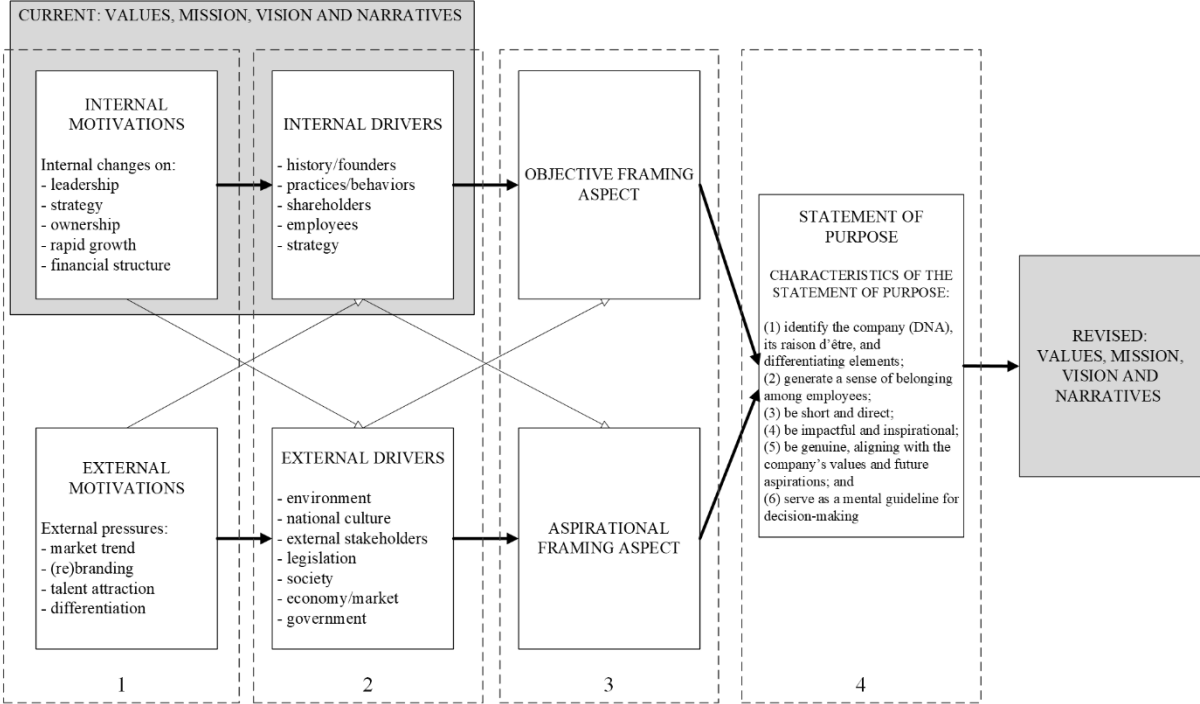 CURRENT: VALUES, MISSION, VISION AND NARRATIVES
INTERNAL
MOTIVATIONS
Internal changes on:
- leadership
- strategy
- ownership
- rapid growth
- financial structure
INTERNAL DRIVERS
- history/founders
- practices/behaviors
- shareholders
- employees
- strategy
OBJECTIVE FRAMING
ASPECT
EXTERNAL
MOTIVATIONS
External pressures:
- market trend
- (re)branding
- talent attraction
- differentiation
EXTERNAL DRIVERS
- environment
- national culture
- external stakeholders
- legislation
- society
- economy/market
- government
ASPIRATIONAL
FRAMING ASPECT
STATEMENT OF
PURPOSE
CHARACTERISTICS OF THE
STATEMENT OF PURPOSE:
(1) identify the company (DNA),
its raison d’être, and
differentiating elements;
(2) generate a sense of belonging
among employees;
(3) be short and direct;
(4) be impactful and inspirational;
(5) be genuine, aligning with the
company’s values and future
aspirations; and
(6) serve as a mental guideline for
decision-making
REVISED:
VALUES, MISSION,
VISION AND
NARRATIVES
1
2
3
4